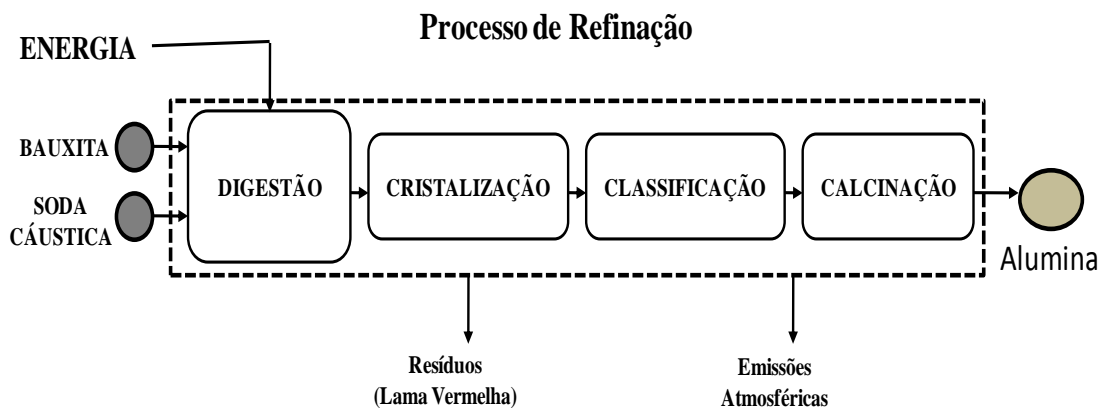 Processo de Refinação
ENERGIA
BAUXITA
SODA
CÁUSTICA
DIGESTÃO
CRISTALIZAÇÃO
CLASSIFICAÇÃO
CALCINAÇÃO
Alumina
Resíduos
(Lama Vermelha)
Emissões
Atmosféricas